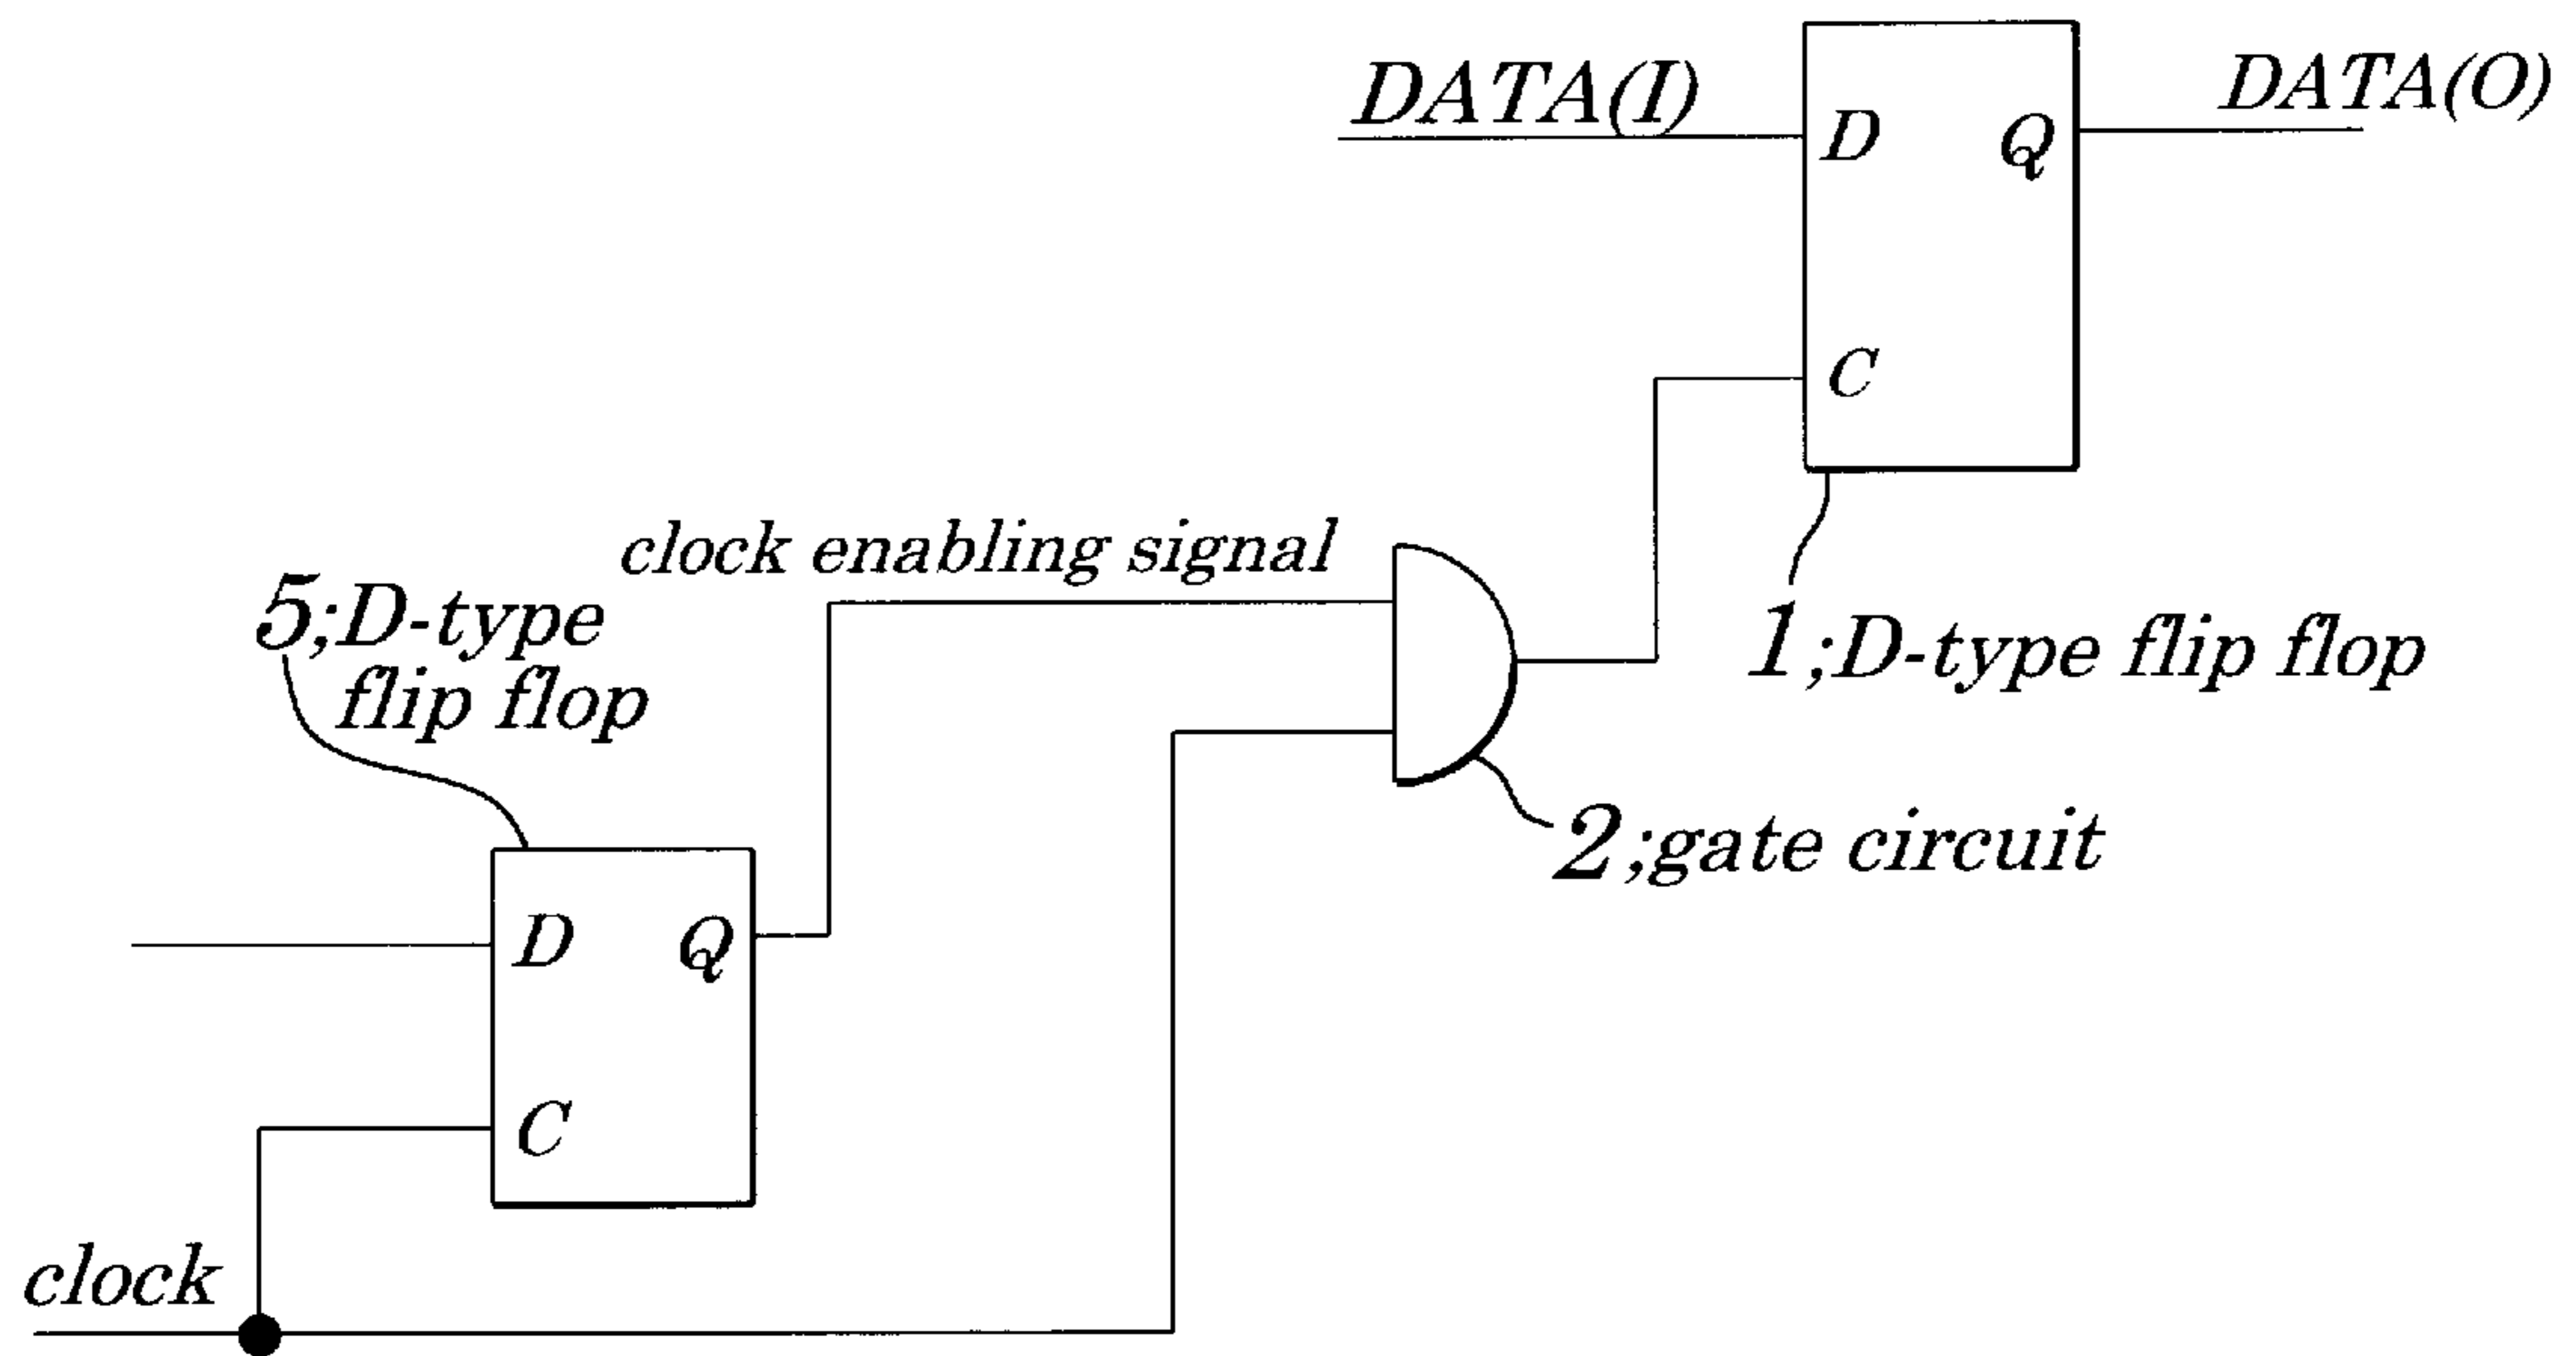 DATA(I)
DATA(O)
D
Q
C
clock enabling signal
5;D-type
flip flop
1;D-type flip flop
2;gate circuit
D
Q
C
clock